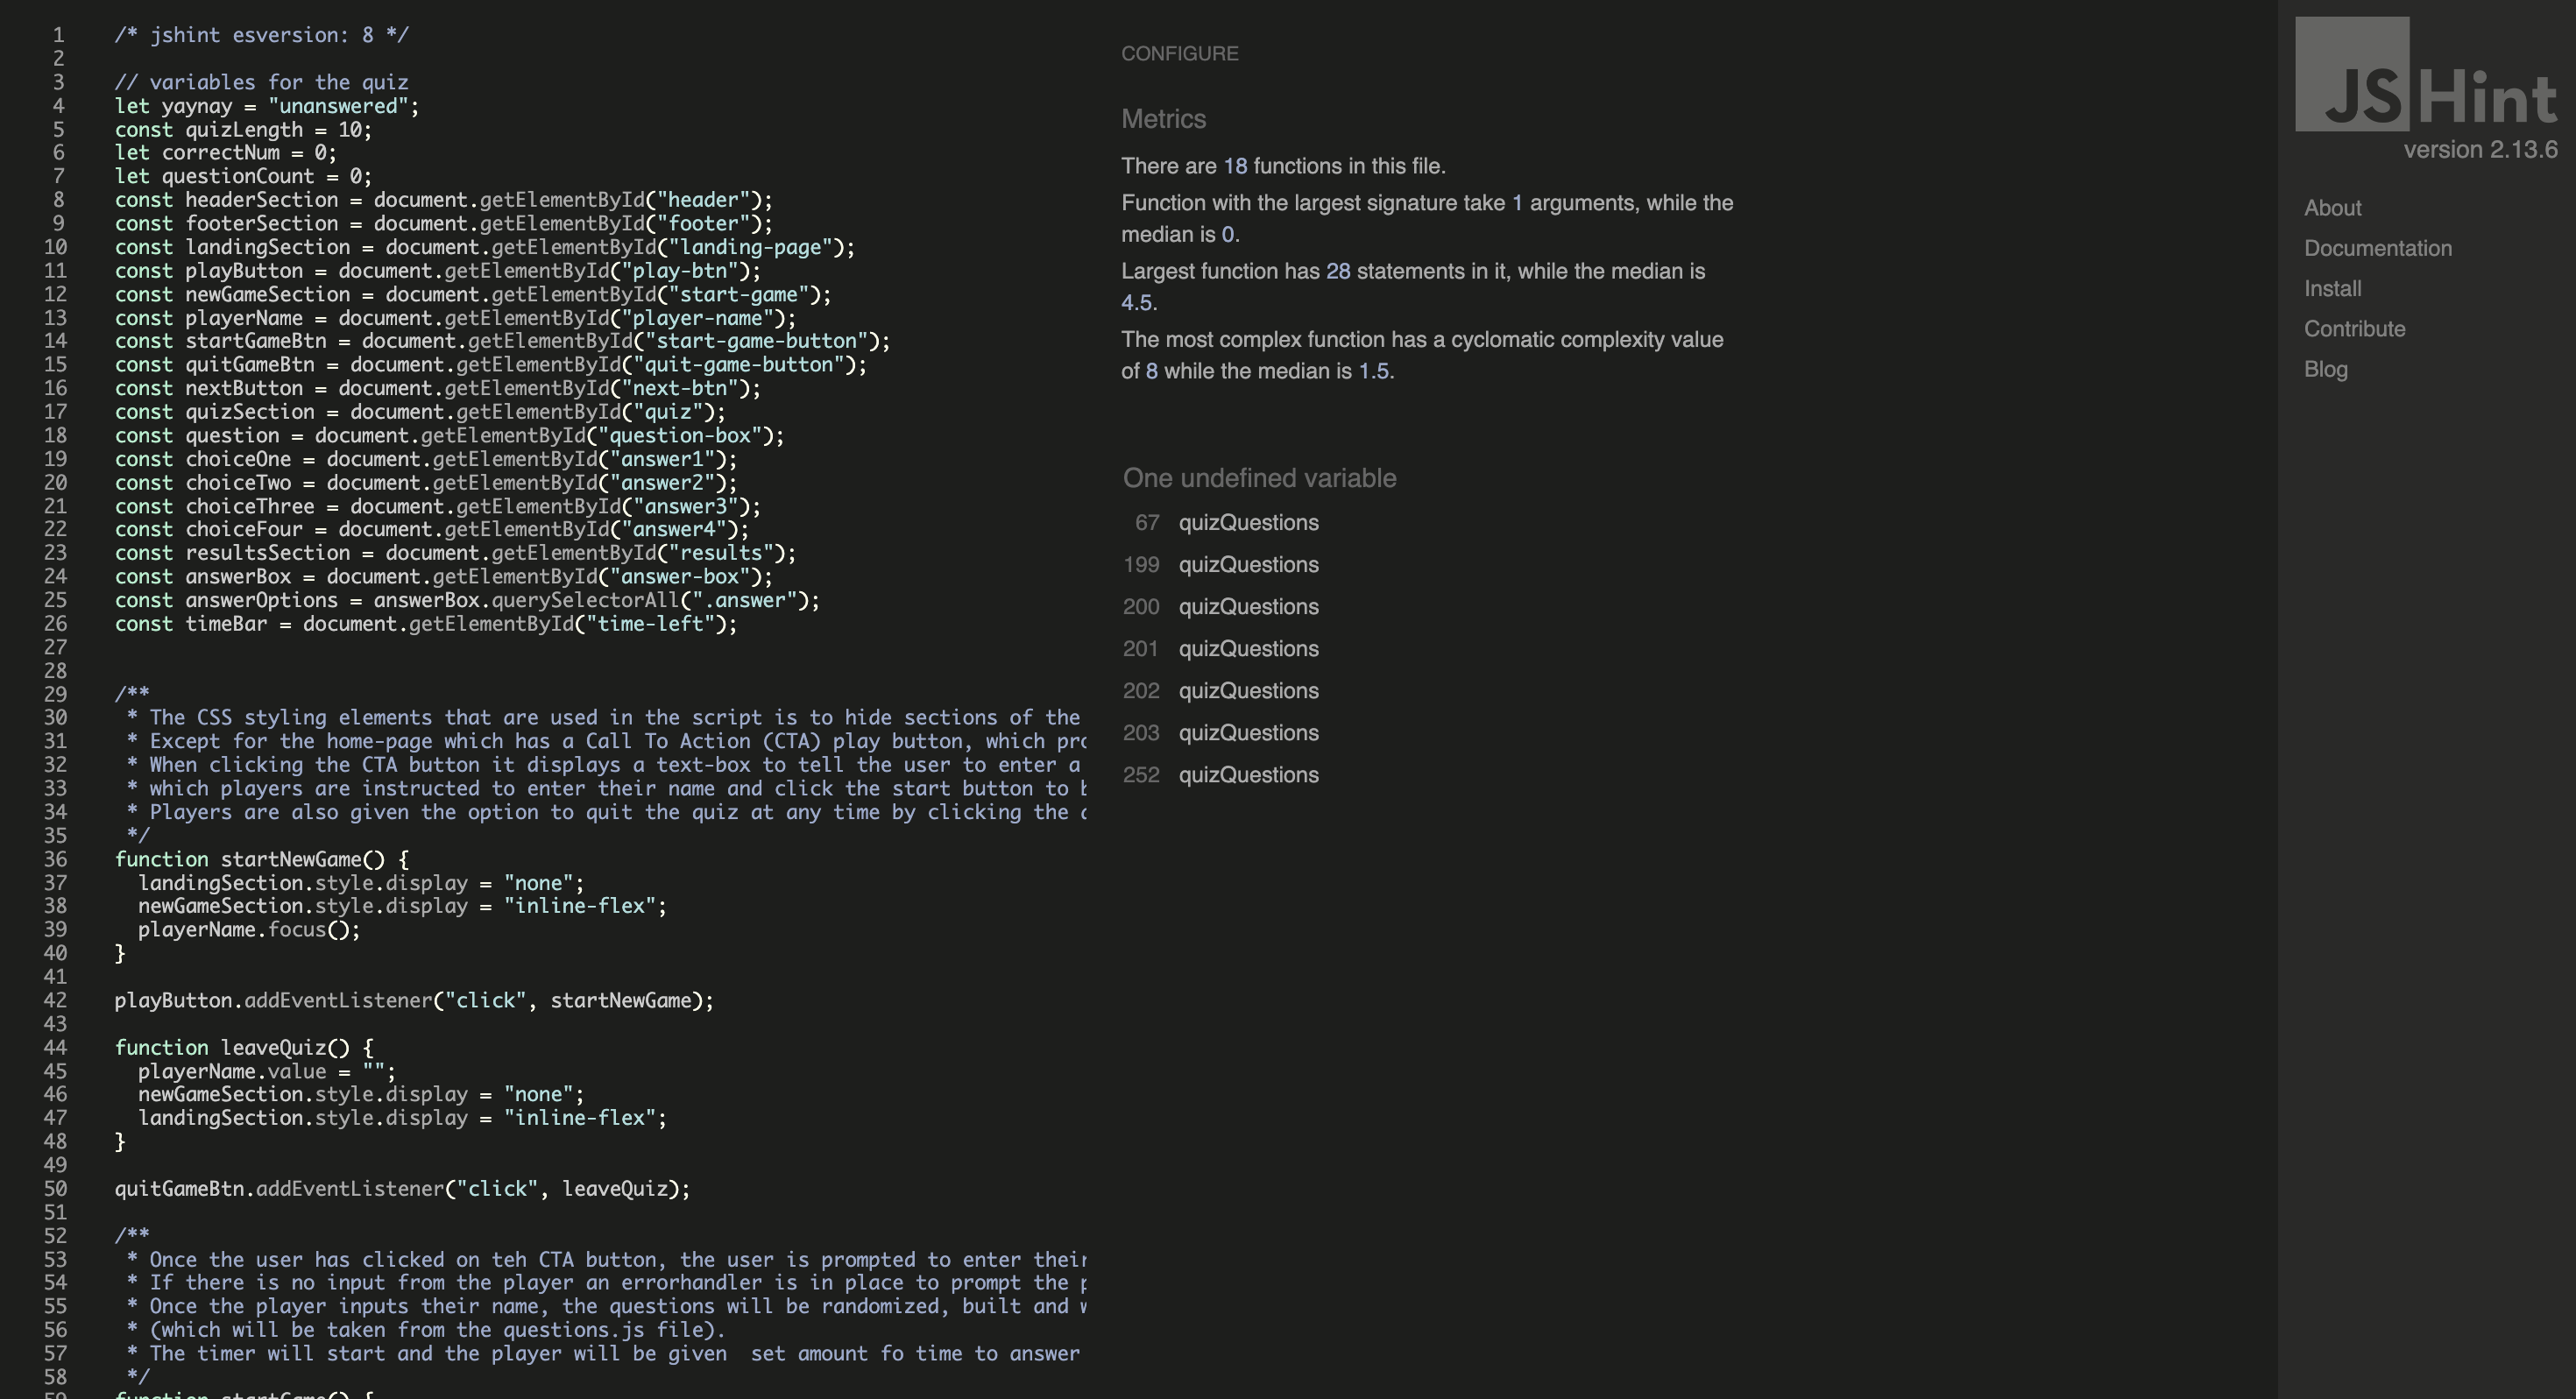 1 /* jshint esversion: 8 */
2
3 // variables for the quiz
4 let yaynay = "unanswered";
5 const quizLength = 10;
6 let correctNum = 0;
7 let questionCount = 0;
8 const headerSection = document.getElementById("header");
9 const footerSection = document.getElementById("footer");
10 const landingSection = document.getElementById("landing-page");
11 const playButton = document.getElementById("play-btn");
12 const newGameSection = document.getElementById("start-game");
13 const playerName = document.getElementById("player-name");
14 const startGameBtn = document.getElementById("start-game-button");
15 const quitGameBtn = document.getElementById("quit-game-button");
16 const nextButton = document.getElementById("next-btn");
17 const quizSection = document.getElementById("quiz");
18 const question = document.getElementById("question-box");
19 const choiceOne = document.getElementById("answer1");
20 const choiceTwo = document.getElementById("answer2");
21 const choiceThree = document.getElementById("answer3");
22 const choiceFour = document.getElementById("answer4");
23 const resultsSection = document.getElementById("results");
24 const answerBox = document.getElementById("answer-box");
25 const answerOptions = answerBox.querySelectorAll(".answer");
26 const timeBar = document.getElementById("time-left");
27
28
29 /**
30 * The CSS styling elements that are used in the script is to hide sections of the
31 * Except for the home-page which has a Call To Action (CTA) play button, which
32 * When clicking the CTA button it displays a text-box to tell the user to enter a
33 * which players are instructed to enter their name and click the start button to
34 * Players are also given the option to quit the quiz at any time by clicking the
35 */
36 function startNewGame() {
37 landingSection.style.display = "none";
38 newGameSection.style.display = "inline-flex";
39 playerName.focus();
40 }
41
42 playButton.addEventListener("click", startNewGame);
43
44 function leaveQuiz() {
45 playerName.value = "";
46 newGameSection.style.display = "none";
47 landingSection.style.display = "inline-flex";
48 }
49
50 quitGameBtn.addEventListener("click", leaveQuiz);
51
52 /**
53 * Once the user has clicked on teh CTA button, the user is prompted to enter their
54 * If there is no input from the player an errorhandler is in place to prompt the
55 * Once the player inputs their name, the questions will be randomized, built and
56 * (which will be taken from the questions.js file).
57 * The timer will start and the player will be given  set amount fo time to answer
58 */
59 function startGame() {
CONFIGURE
Metrics
There are 18 functions in this file.
Function with the largest signature take 1 arguments, while the
median is 0.
Largest function has 28 statements in it, while the median is
4.5.
The most complex function has a cyclomatic complexity value
of 8 while the median is 1.5.
One undefined variable
67 quizQuestions
199 quizQuestions
200 quizQuestions
201 quizQuestions
202 quizQuestions
203 quizQuestions
252 quizQuestions
JSHint
version 2.13.6
About
Documentation
Install
Contribute
Blog